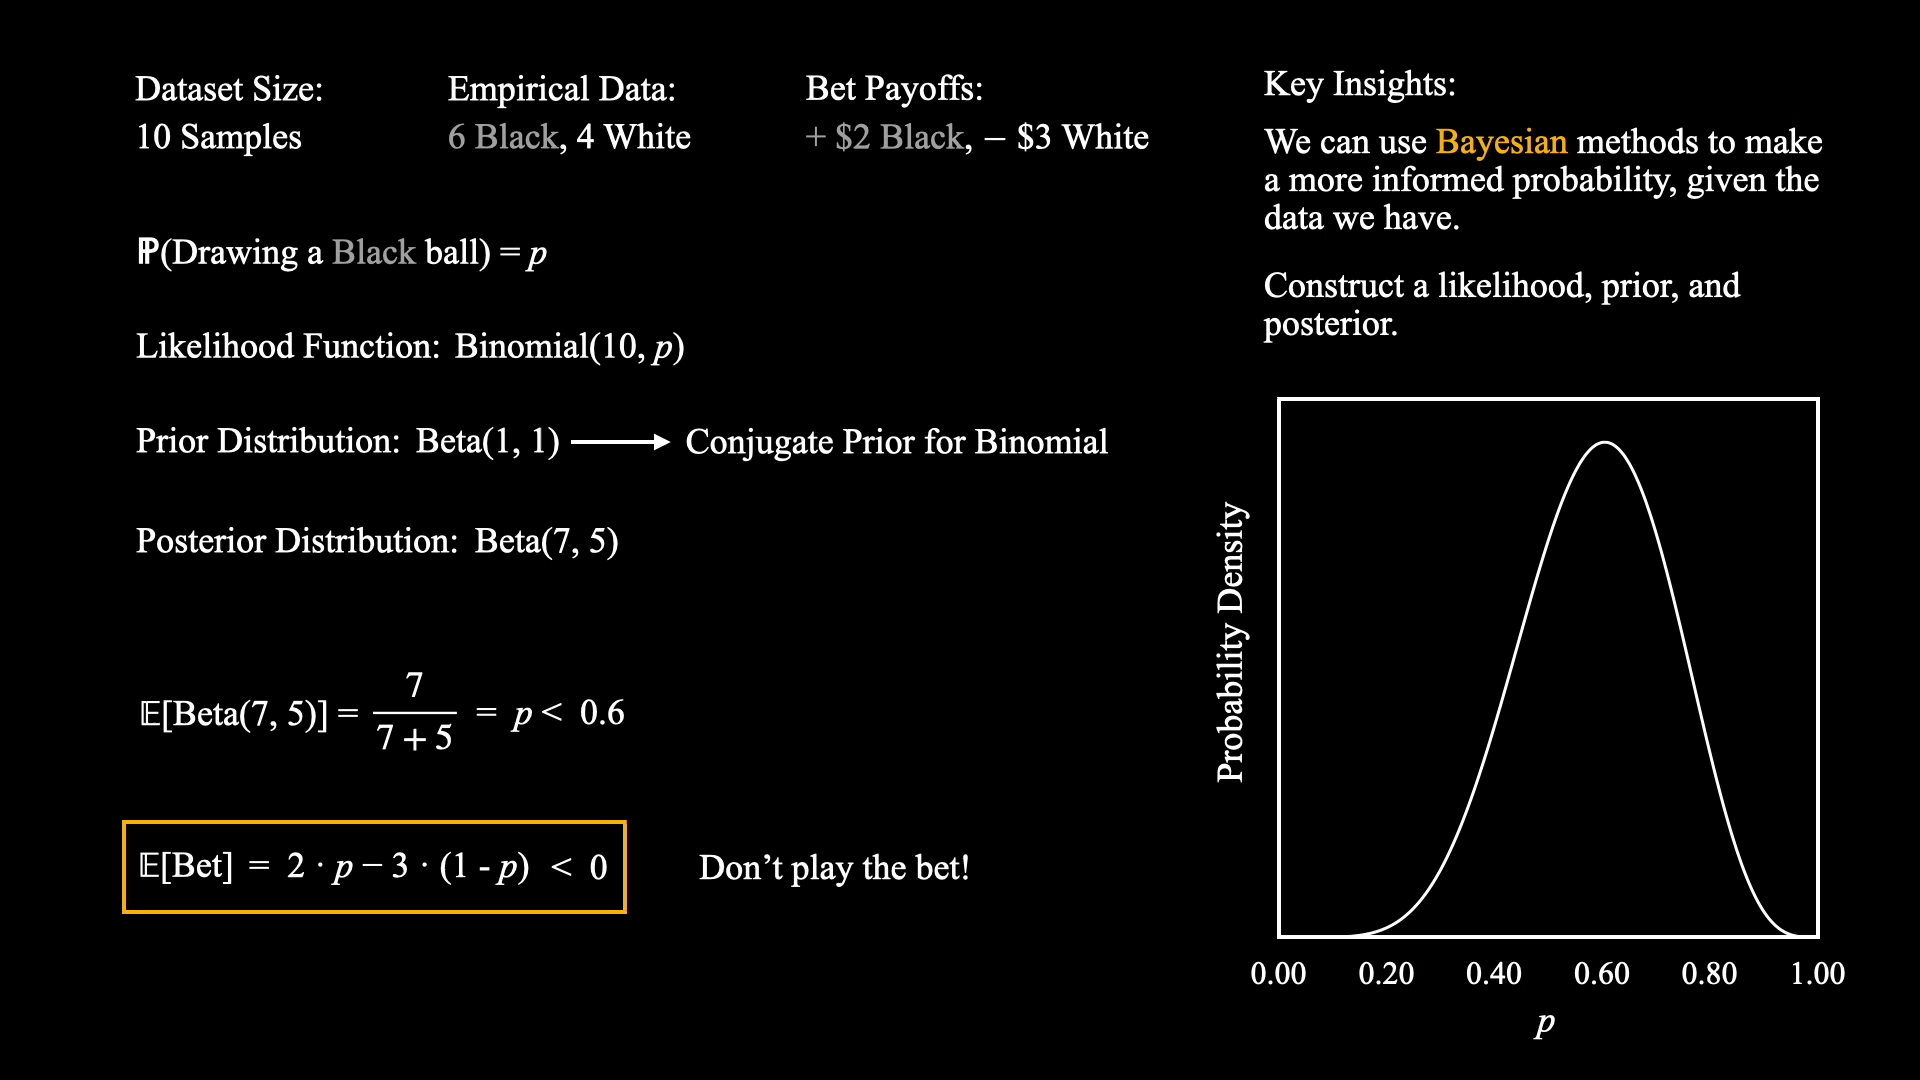 Dataset Size:
10 Samples
Empirical Data:
6 Black, 4 White
Bet Payoffs:
+ $2 Black, – $3 White
ℙ(Drawing a Black ball) = p
Likelihood Function: Binomial(10, p)
Prior Distribution: Beta(1, 1) ⟶ Conjugate Prior for Binomial
Posterior Distribution: Beta(7, 5)
𝔼[Beta(7, 5)] = 7 / 7 + 5 = p < 0.6
𝔼[Bet] = 2 · p – 3 · (1 - p) < 0
Don’t play the bet!
Key Insights:
We can use Bayesian methods to make
a more informed probability, given the
data we have.
Construct a likelihood, prior, and
posterior.
Probability Density
0.00 0.20 0.40 0.60 0.80 1.00
p